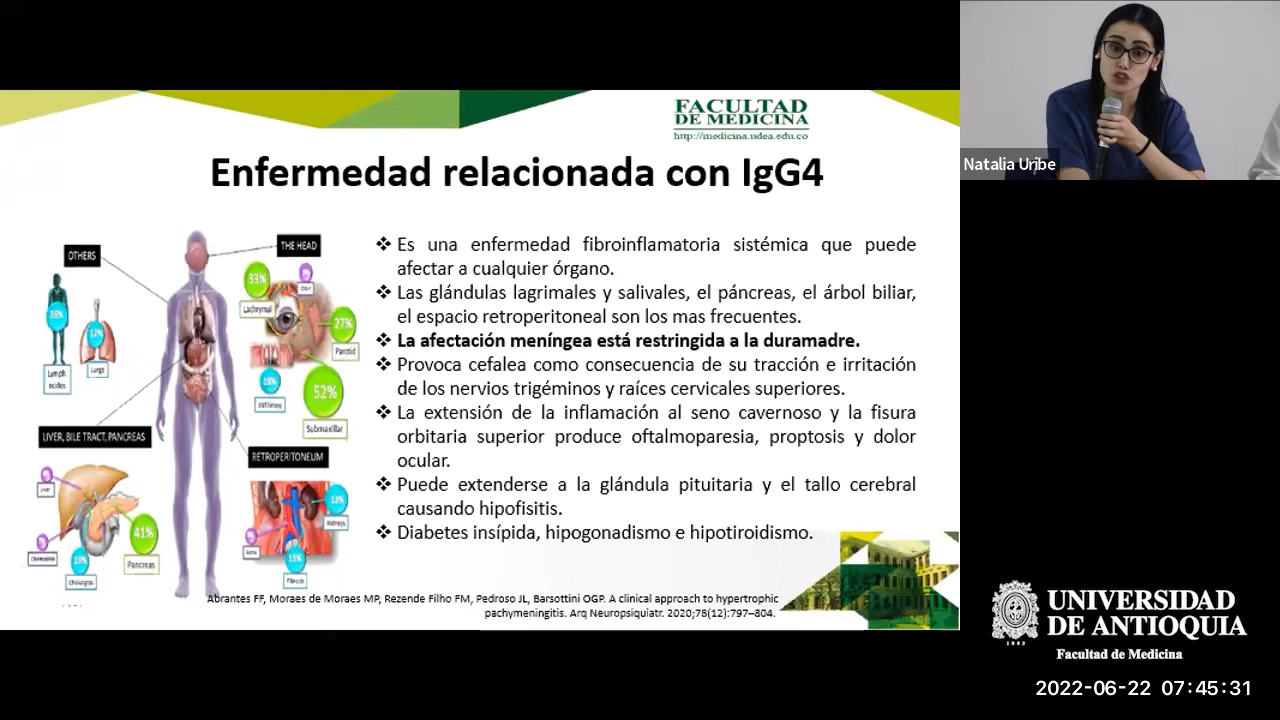 FACULTAD
DE MEDICINA
http://medicina.udea.edu.co
Natalia Uribe
Enfermedad relacionada con IgG4
OTHERS
THE HEAD
33%
Lachrymal
27%
Parotid
52%
Submaxillar
Lymph
nodes
Lungs
LIVER, BILE TRACT, PANCREAS
RETROPERITONEUM
Liver
41%
Pancreas
13%
Kidneys
Aorta
Fibrosis
❖ Es una enfermedad fibroinflamatoria sistémica que puede
afectar a cualquier órgano.
❖ Las glándulas lagrimales y salivales, el páncreas, el árbol biliar,
el espacio retroperitoneal son los mas frecuentes.
❖ La afectación meníngea está restringida a la duramadre.
❖ Provoca cefalea como consecuencia de su tracción e irritación
de los nervios trigéminos y raíces cervicales superiores.
❖ La extensión de la inflamación al seno cavernoso y la fisura
orbitaria superior produce oftalmoparesia, proptosis y dolor
ocular.
❖ Puede extenderse a la glándula pituitaria y el tallo cerebral
causando hipofisitis.
❖ Diabetes insípida, hipogonadismo e hipotiroidismo.
Abrantes FF, Moraes de Moraes MP, Rezende Filho FM, Pedroso JL, Barsottini OGP. A clinical approach to hypertrophic
pachymeningitis. Arq Neuropsiquiatr. 2020;78(12):797–804.
1803
UNIVERSIDAD
DE ANTIOQUIA
Facultad de Medicina
2022-06-22 07:45:31